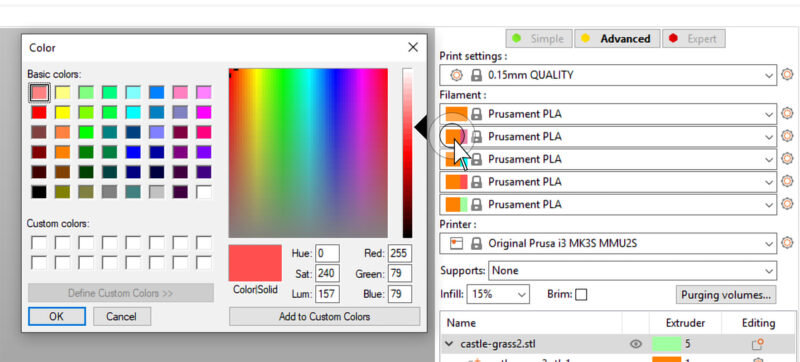 Color
Basic colors:
Custom colors:
Define Custom Colors >>
OK
Cancel
Color|Solid
Hue: 0
Sat: 240
Lum: 157
Red: 255
Green: 79
Blue: 79
Add to Custom Colors
Simple
Advanced
Expert
Print settings :
0.15mm QUALITY
Filament :
Prusament PLA
Prusament PLA
Prusament PLA
Prusament PLA
Prusament PLA
Printer :
Original Prusa i3 MK3S MMU2S
Supports: None
Infill: 15% Brim: Purging volumes...
Name Extruder Editing
castle-grass2.stl 5